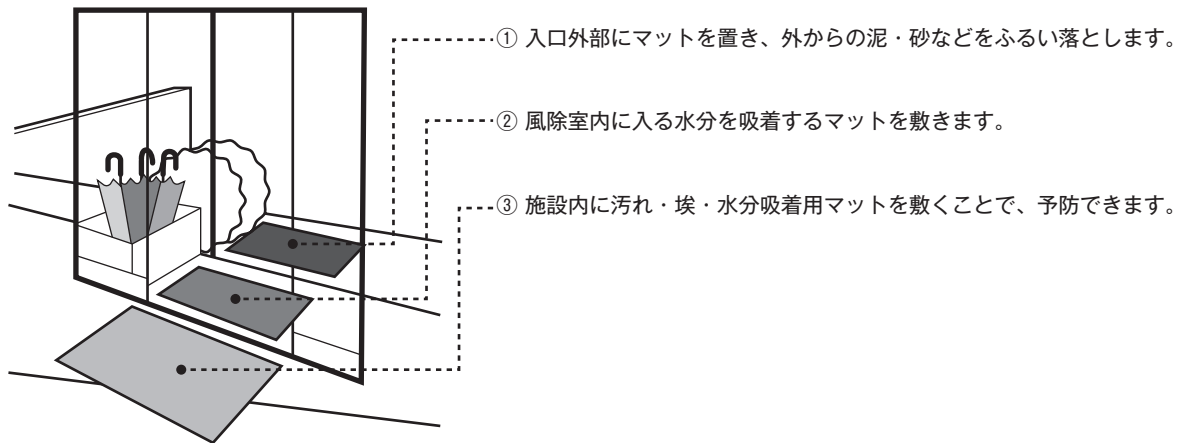 ① 入口外部にマットを置き、外からの泥・砂などをふるい落とします。
② 風除室内に入る水分を吸着するマットを敷きます。
③ 施設内に汚れ・埃・水分吸着用マットを敷くことで、予防できます。